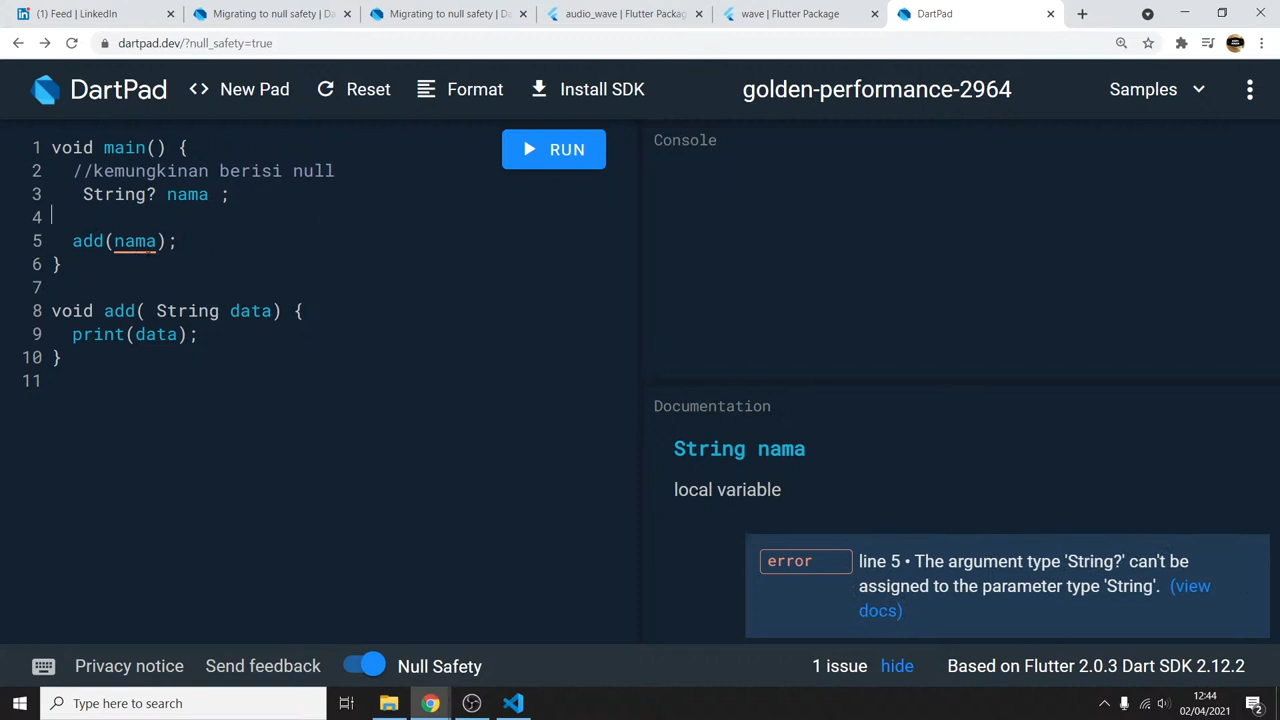 (1) Feed | LinkedIn
Migrating to null safety | Dart
Migrating to null safety | Dart
audio_wave | Flutter Packag
wave | Flutter Package
DartPad
dartpad.dev/?null_safety=true
DartPad
<> New Pad
Reset
Format
Install SDK
golden-performance-2964
Samples
1 void main() {
2 //kemungkinan berisi null
3 String? nama ;
4
5 add(nama);
6 }
7
8 void add( String data) {
9 print(data);
10 }
11
RUN
Console
Documentation
String nama
local variable
error
line 5 • The argument type 'String?' can't be
assigned to the parameter type 'String'. (view
docs)
Privacy notice
Send feedback
Null Safety
1 issue hide
Based on Flutter 2.0.3 Dart SDK 2.12.2
Type here to search
12:44
02/04/2021
2